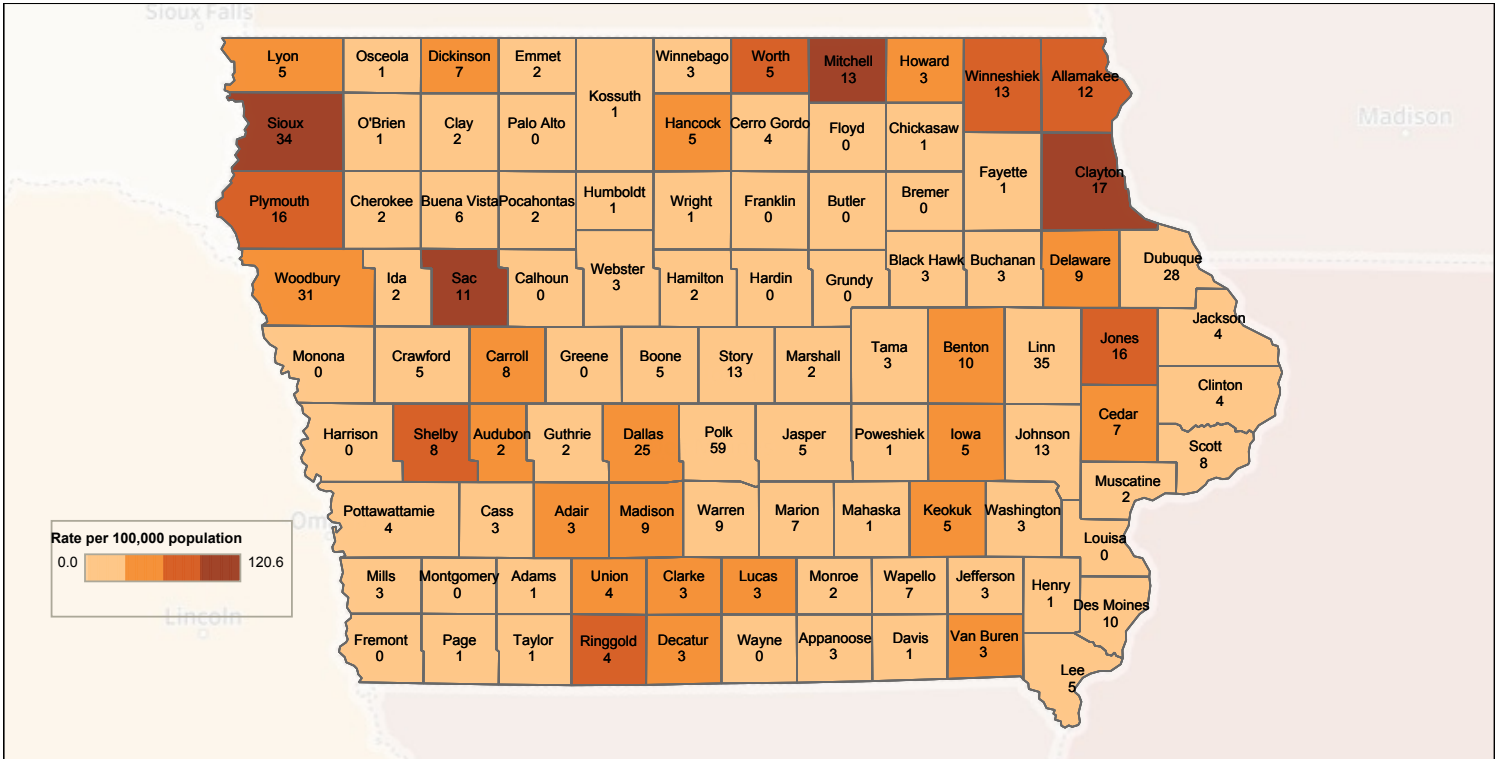 Sioux Falls
Lyon
5
Osceola
1
Dickinson
7
Emmet
2
Kossuth
1
Winnebago
3
Worth
5
Mitchell
13
Howard
3
Winneshiek
13
Allamakee
12
Madison
Sioux
34
O'Brien
1
Clay
2
Palo Alto
0
Hancock
5
Cerro Gordo
4
Floyd
0
Chickasaw
1
Fayette
1
Clayton
17
Plymouth
16
Cherokee
2
Buena Vista
6
Pocahontas
2
Humboldt
1
Wright
1
Franklin
0
Butler
0
Bremer
0
Woodbury
31
Ida
2
Sac
11
Calhoun
0
Webster
3
Hamilton
2
Hardin
0
Grundy
0
Black Hawk
3
Buchanan
3
Delaware
9
Dubuque
28
Jackson
4
Monona
0
Crawford
5
Carroll
8
Greene
0
Boone
5
Story
13
Marshall
2
Tama
3
Benton
10
Linn
35
Jones
16
Clinton
4
Harrison
0
Shelby
8
Audubon
2
Guthrie
2
Dallas
25
Polk
59
Jasper
5
Poweshiek
1
Iowa
5
Johnson
13
Cedar
7
Scott
8
Muscatine
2
Om
Pottawattamie
4
Cass
3
Adair
3
Madison
9
Warren
9
Marion
7
Mahaska
1
Keokuk
5
Washington
3
Louisa
0
Rate per 100,000 population
0.0
120.6
Mills
3
Montgomery
0
Adams
1
Union
4
Clarke
3
Lucas
3
Monroe
2
Wapello
7
Jefferson
3
Henry
1
Des Moines
10
Lincoln
Fremont
0
Page
1
Taylor
1
Ringgold
4
Decatur
3
Wayne
0
Appanoose
3
Davis
1
Van Buren
3
Lee
5